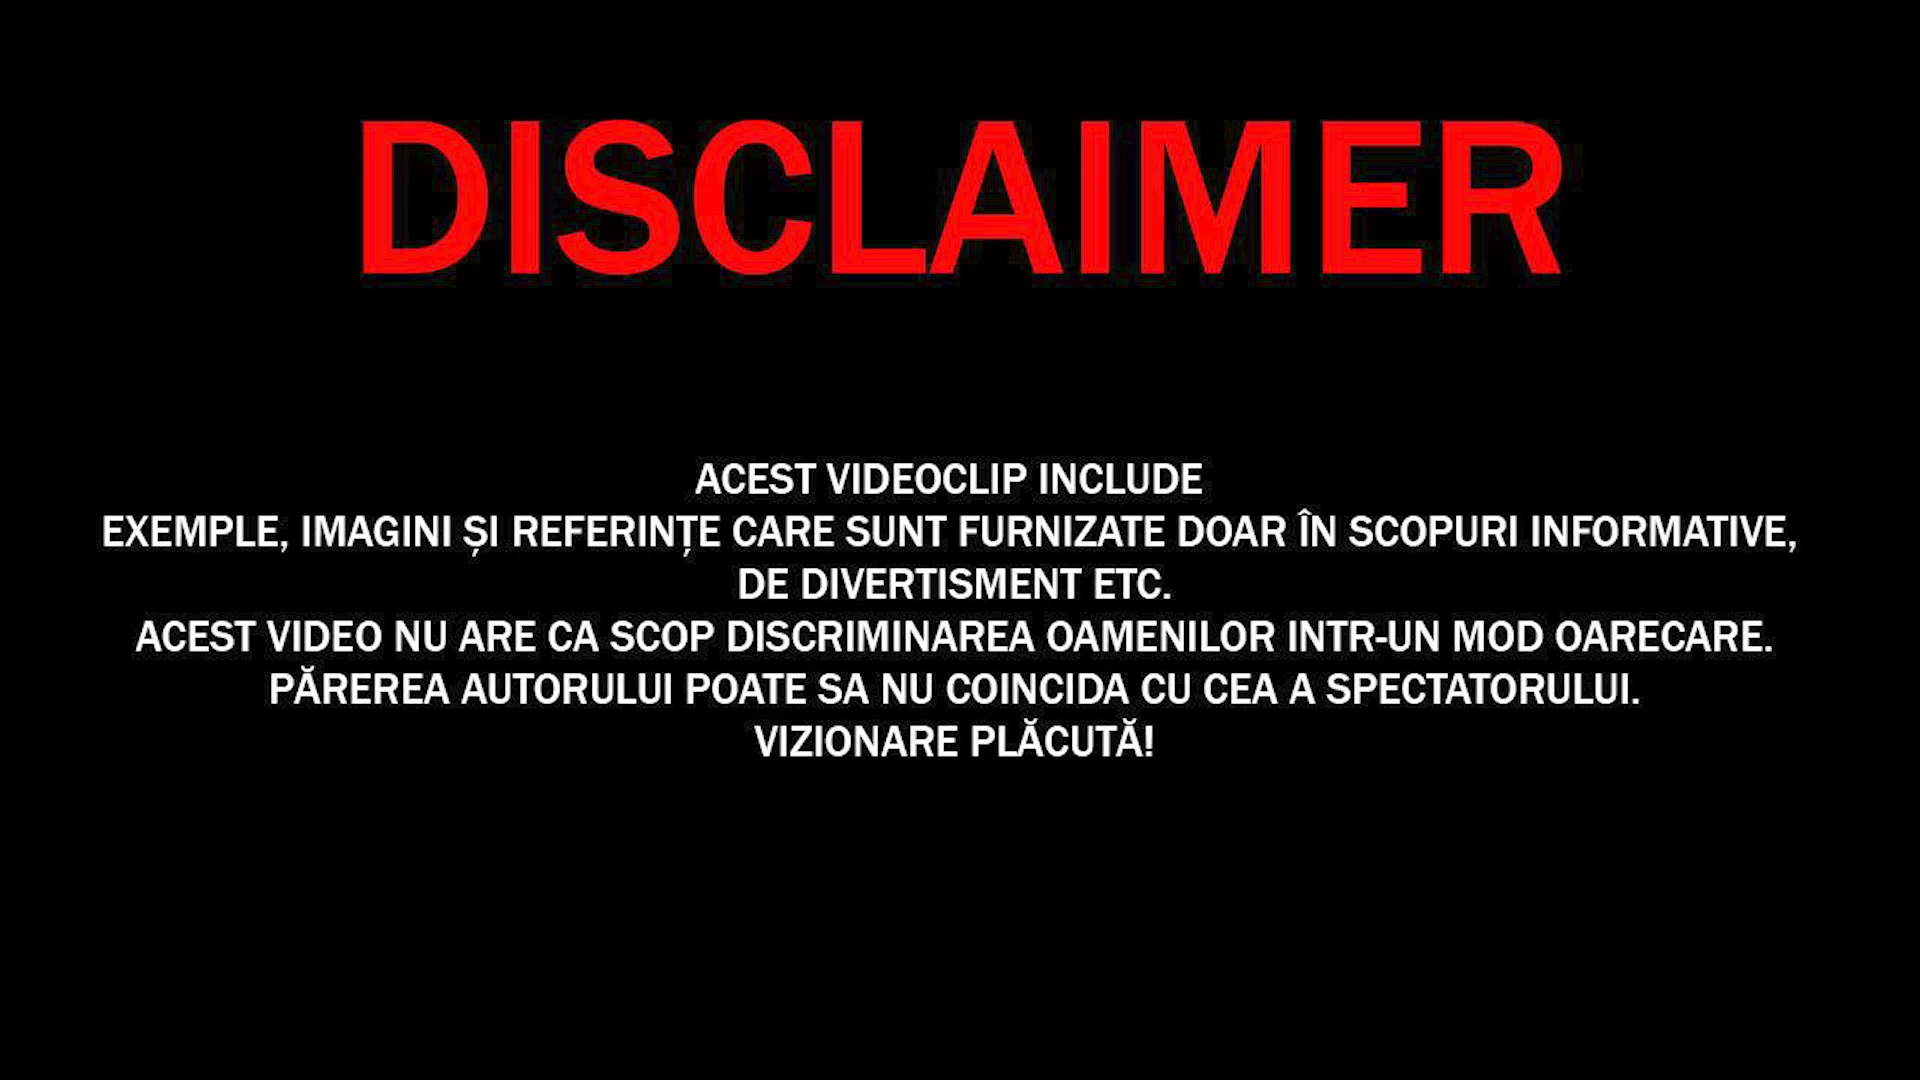 DISCLAIMER
ACEST VIDEOCLIP INCLUDE
EXEMPLE, IMAGINI ȘI REFERINȚE CARE SUNT FURNIZATE DOAR ÎN SCOPURI INFORMATIVE,
DE DIVERTISMENT ETC.
ACEST VIDEO NU ARE CA SCOP DISCRIMINAREA OAMENILOR INTR-UN MOD OARECARE.
PĂREREA AUTORULUI POATE SA NU COINCIDA CU CEA A SPECTATORULUI.
VIZIONARE PLĂCUTĂ!